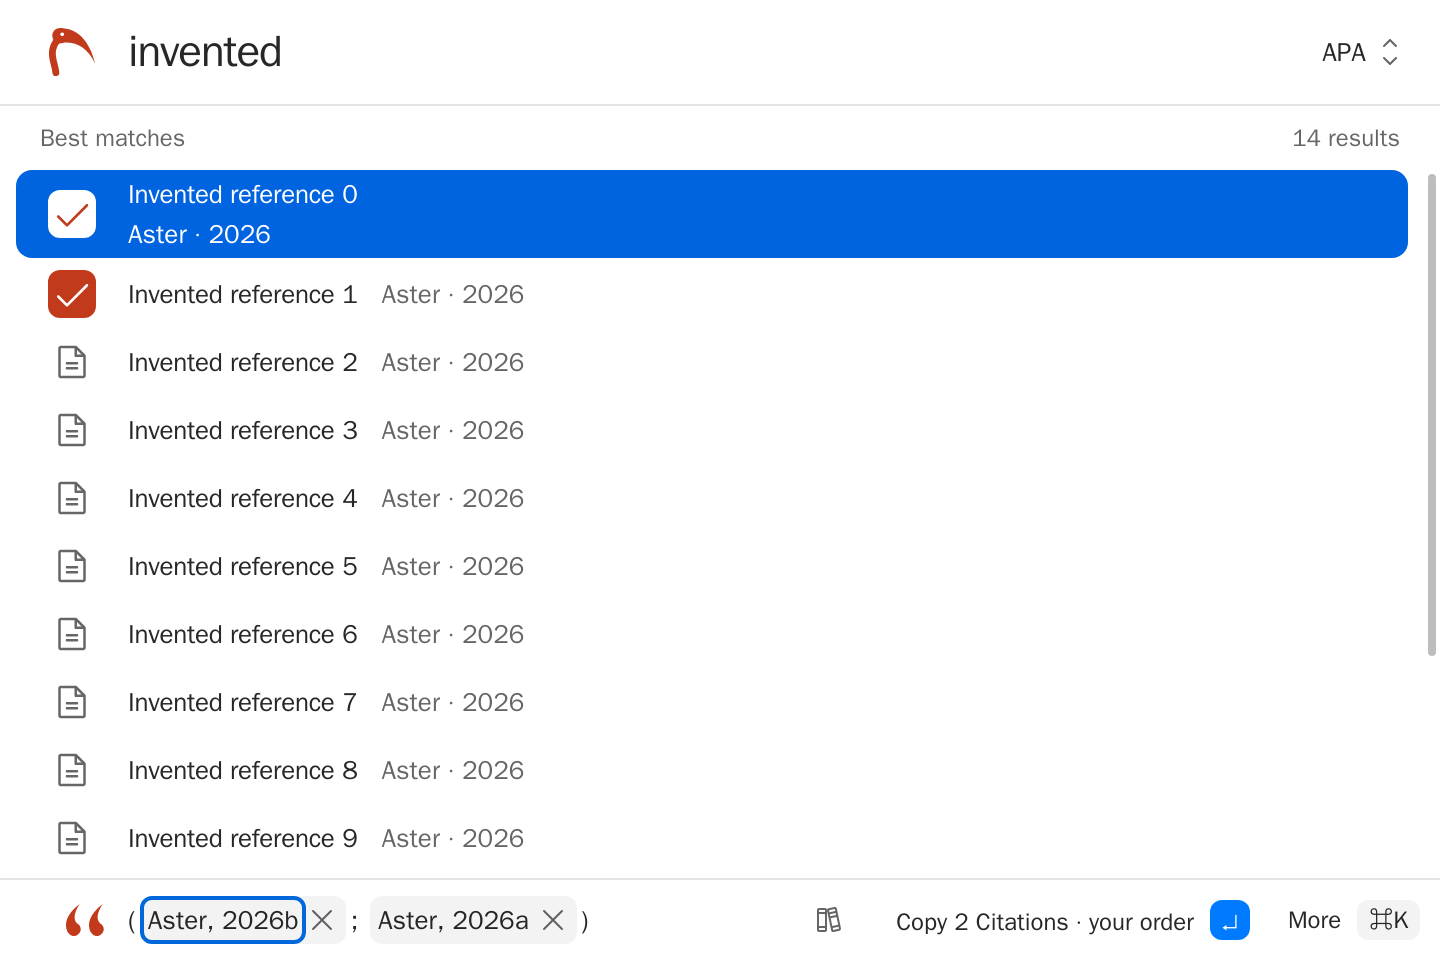 invented
APA
Best matches
14 results
Invented reference 0
Aster · 2026
Invented reference 1 Aster · 2026
Invented reference 2 Aster · 2026
Invented reference 3 Aster · 2026
Invented reference 4 Aster · 2026
Invented reference 5 Aster · 2026
Invented reference 6 Aster · 2026
Invented reference 7 Aster · 2026
Invented reference 8 Aster · 2026
Invented reference 9 Aster · 2026
(Aster, 2026b ; Aster, 2026a )
Copy 2 Citations · your order
More ⌘K